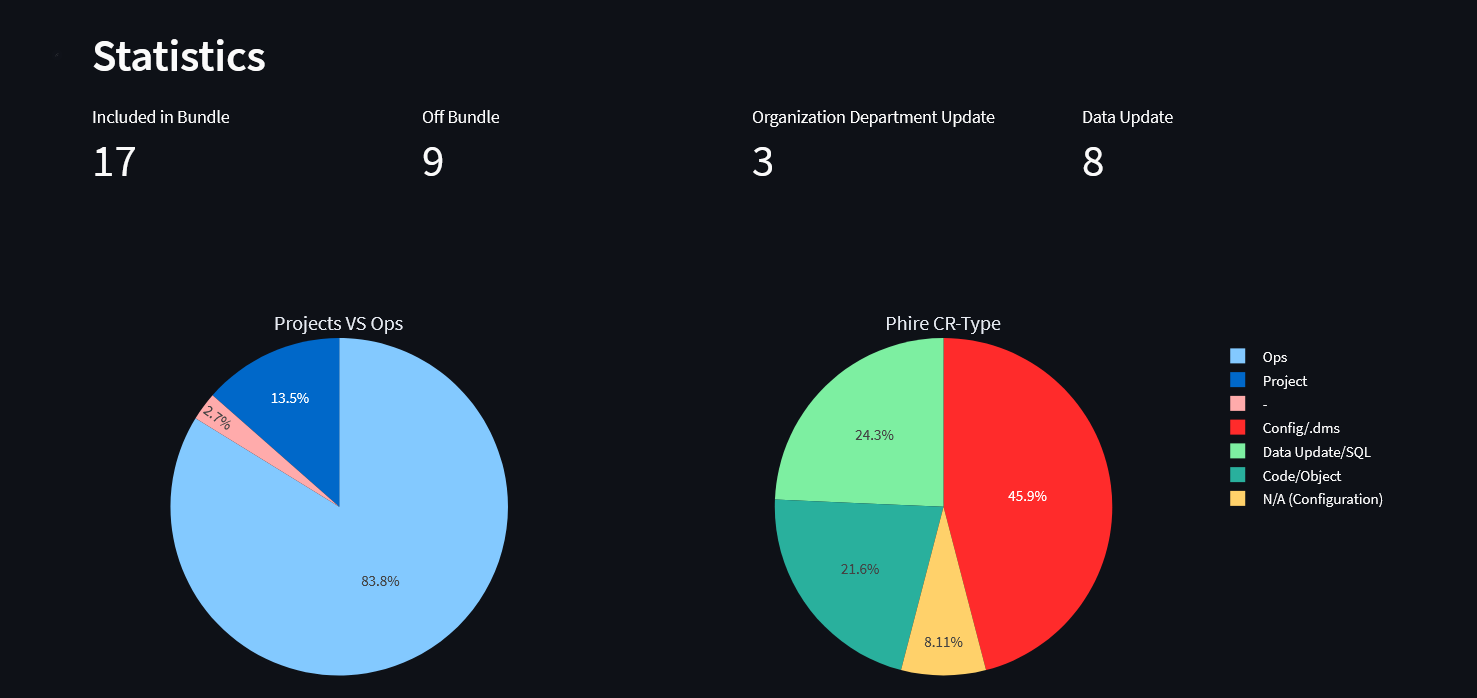 Statistics
Included in Bundle
17
Off Bundle
9
Organization Department Update
3
Data Update
8
Projects VS Ops
13.5%
2.7%
83.8%
Phire CR-Type
24.3%
45.9%
21.6%
8.11%
Ops
Project
-
Config/.dms
Data Update/SQL
Code/Object
N/A (Configuration)